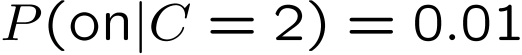 P(on|C = 2) = 0.01